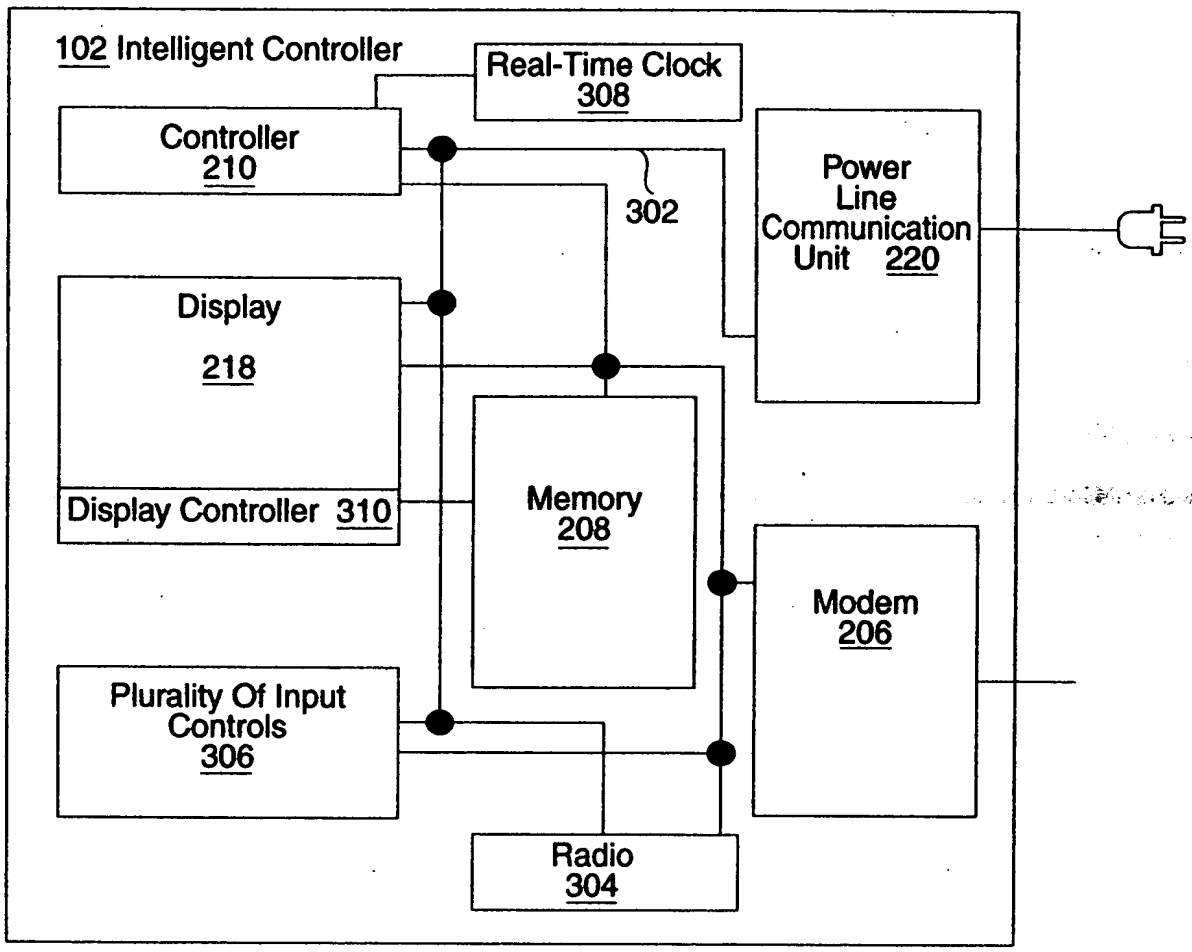 102 Intelligent Controller
Real-Time Clock
308
Controller
210
302
Power
Line
Communication
Unit 220
Display
218
Display Controller 310
Memory
208
Modem
206
Plurality Of Input
Controls
306
Radio
304